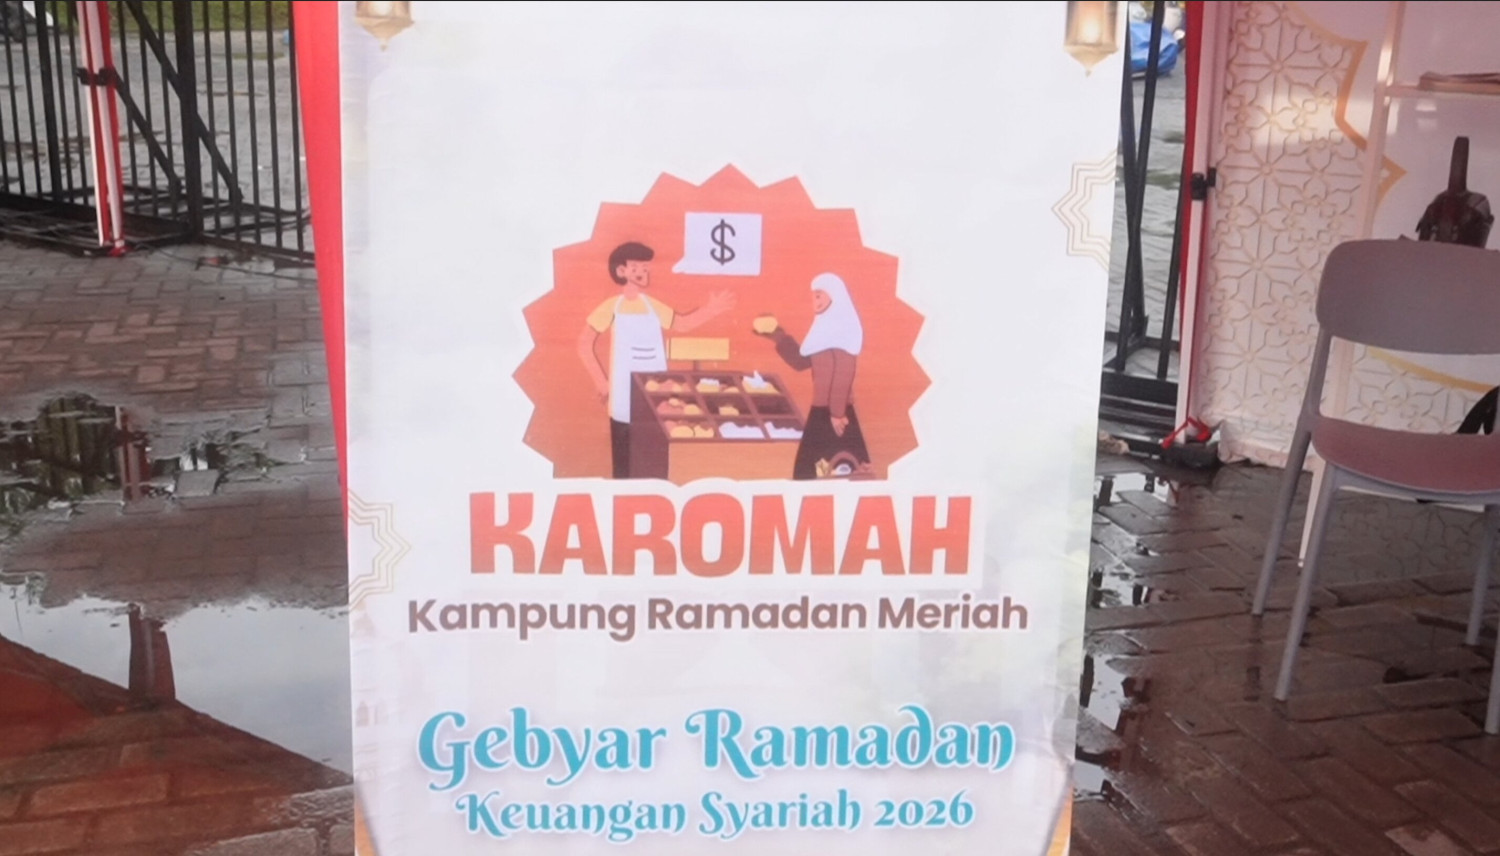 $
KAROMAH
Kampung Ramadan Meriah
Gebyar Ramadan
Keuangan Syariah 2026